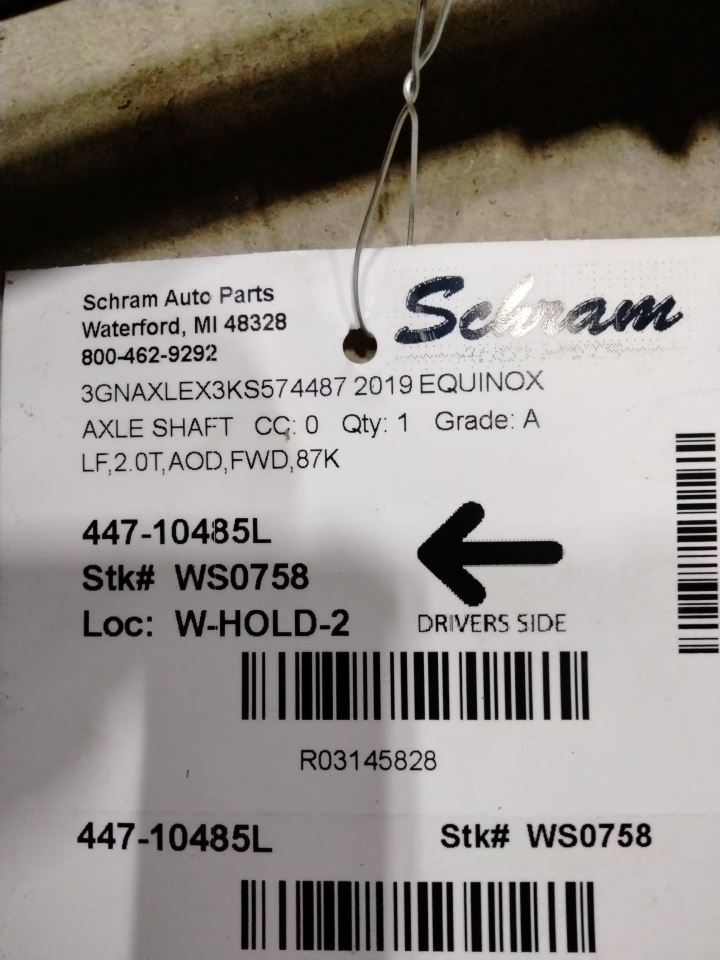 Schram Auto Parts
Waterford, MI 48328
800-462-9292
Schram
3GNAXLEX3KS574487 2019 EQUINOX
AXLE SHAFT CC: 0 Qty: 1 Grade: A
LF,2.0T,AOD,FWD,87K
447-10485L
Stk# WS0758
Loc: W-HOLD-2
DRIVERS SIDE
R03145828
447-10485L Stk# WS0758